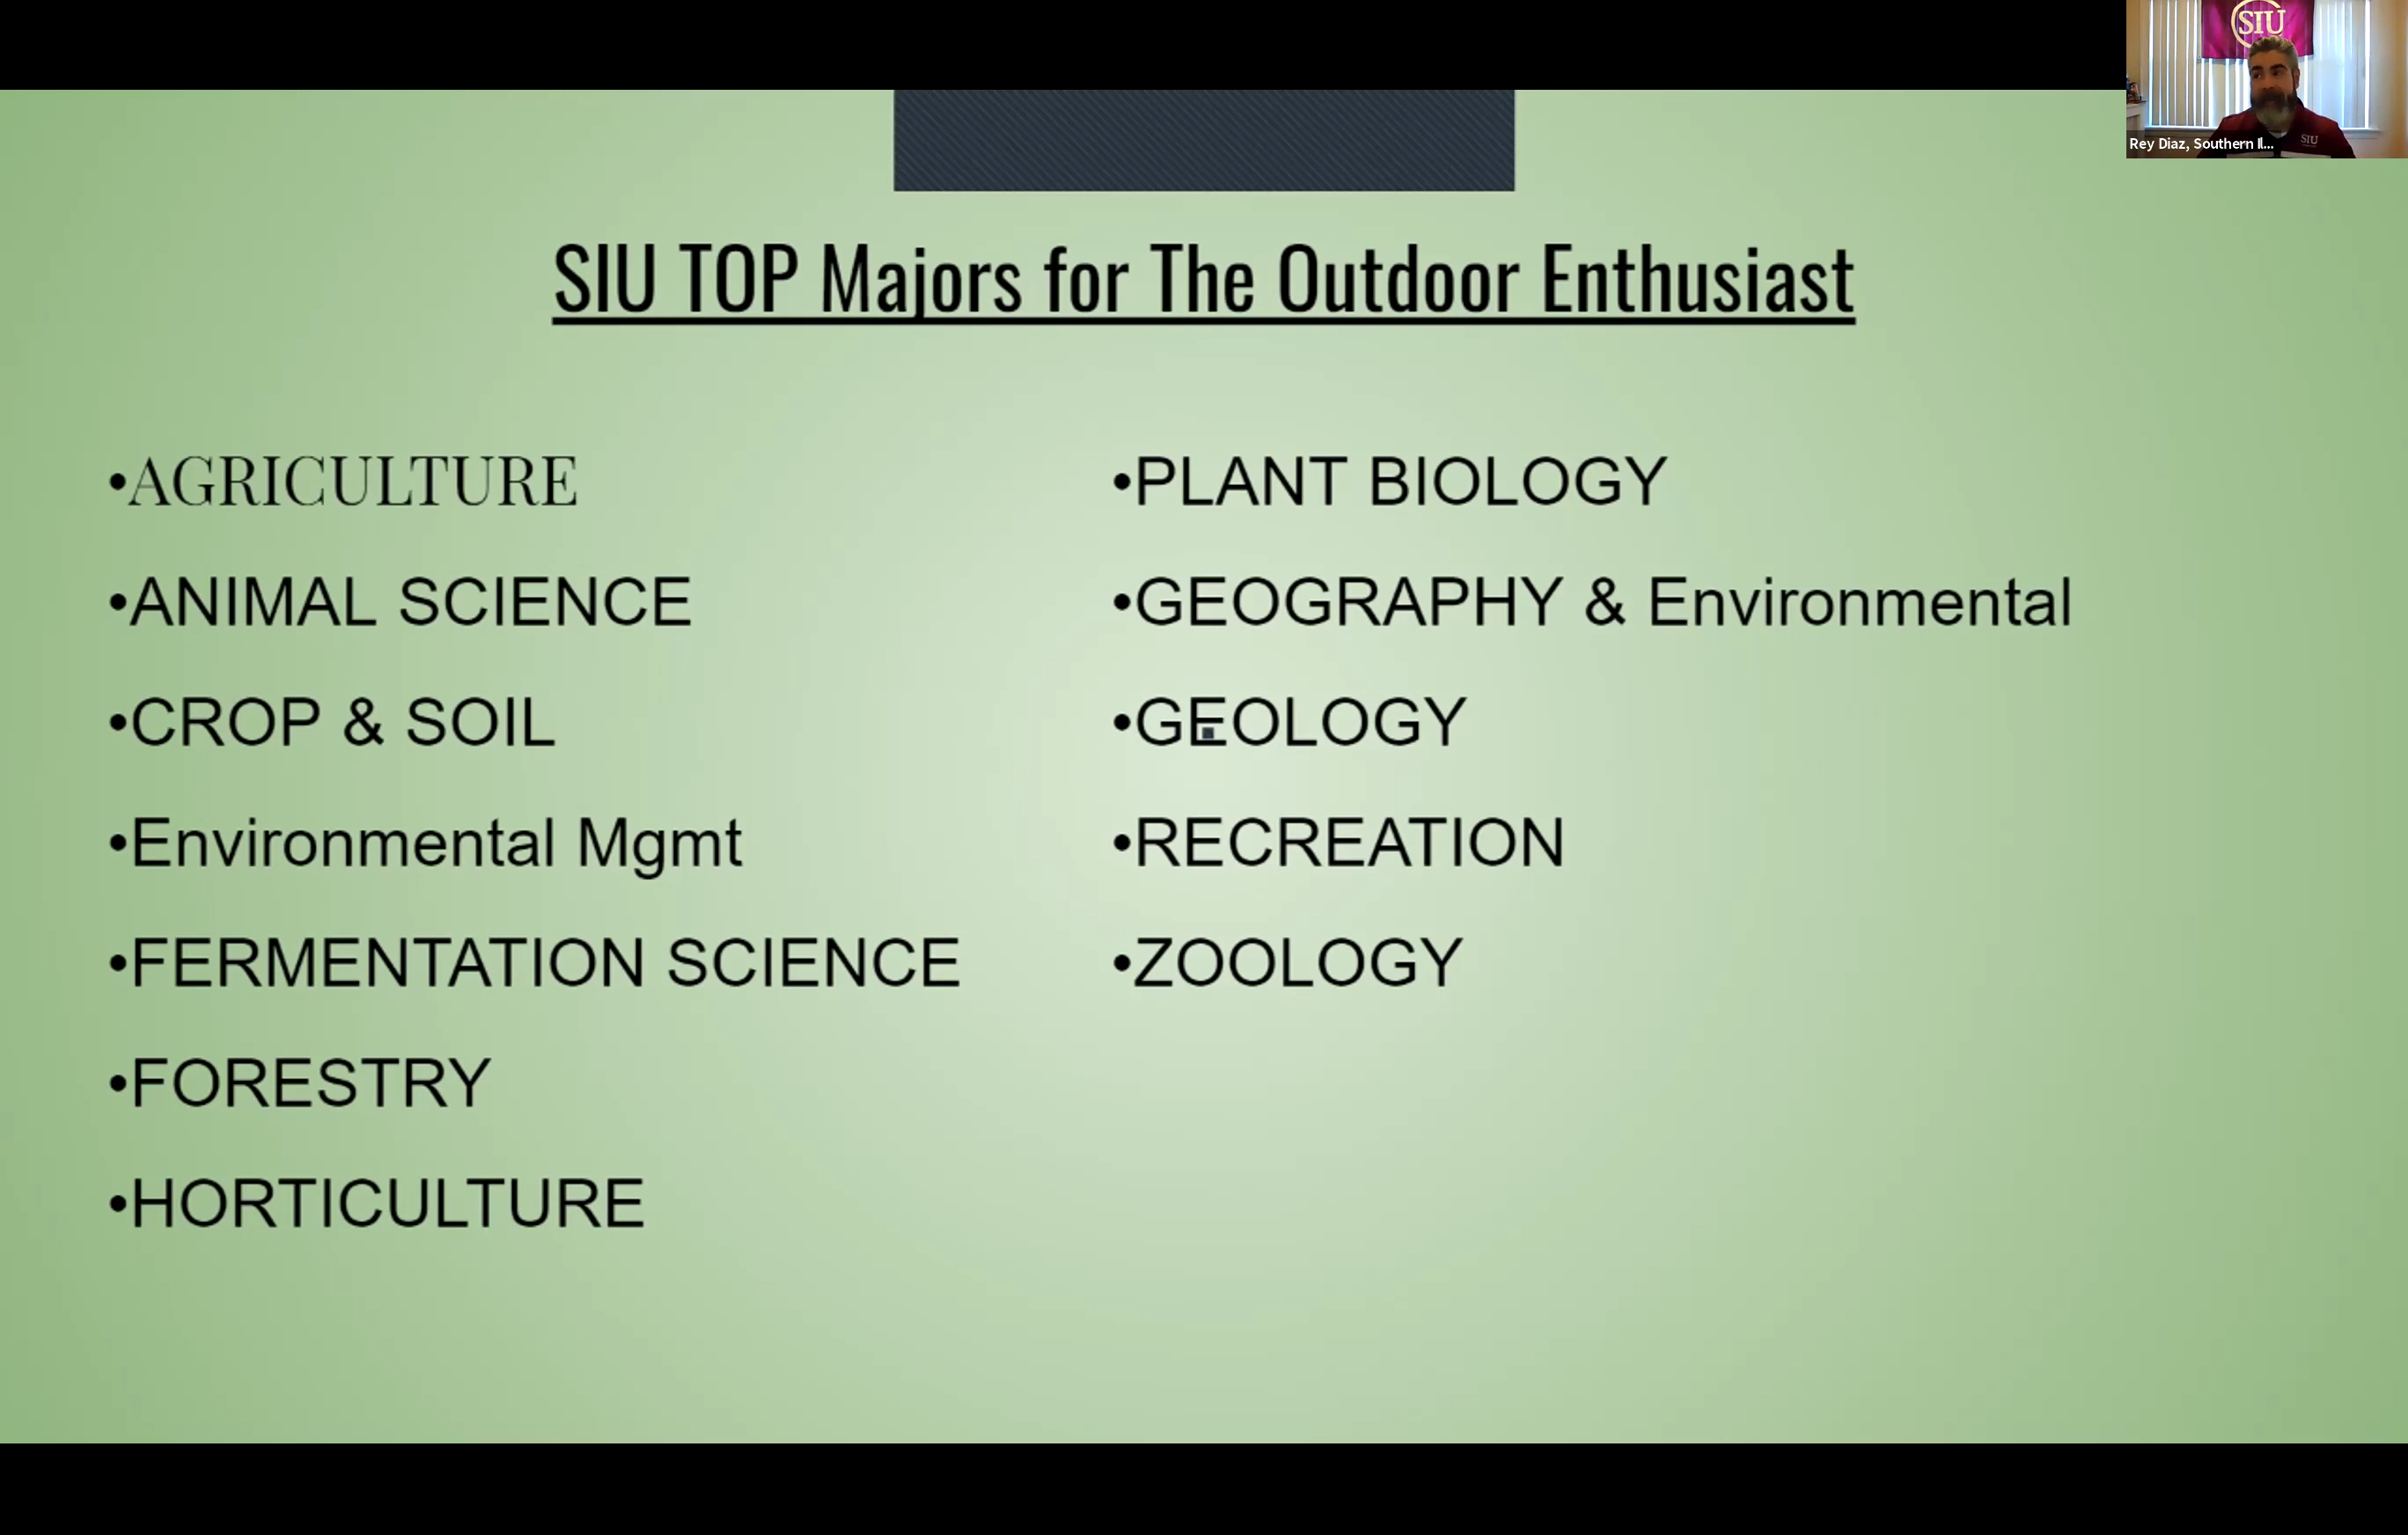 SIU
SIU
Rey Diaz, Southern Il...
SIU TOP Majors for The Outdoor Enthusiast
•AGRICULTURE
•ANIMAL SCIENCE
•CROP & SOIL
•Environmental Mgmt
•FERMENTATION SCIENCE
•FORESTRY
•HORTICULTURE
•PLANT BIOLOGY
•GEOGRAPHY & Environmental
•GEOLOGY
•RECREATION
•ZOOLOGY